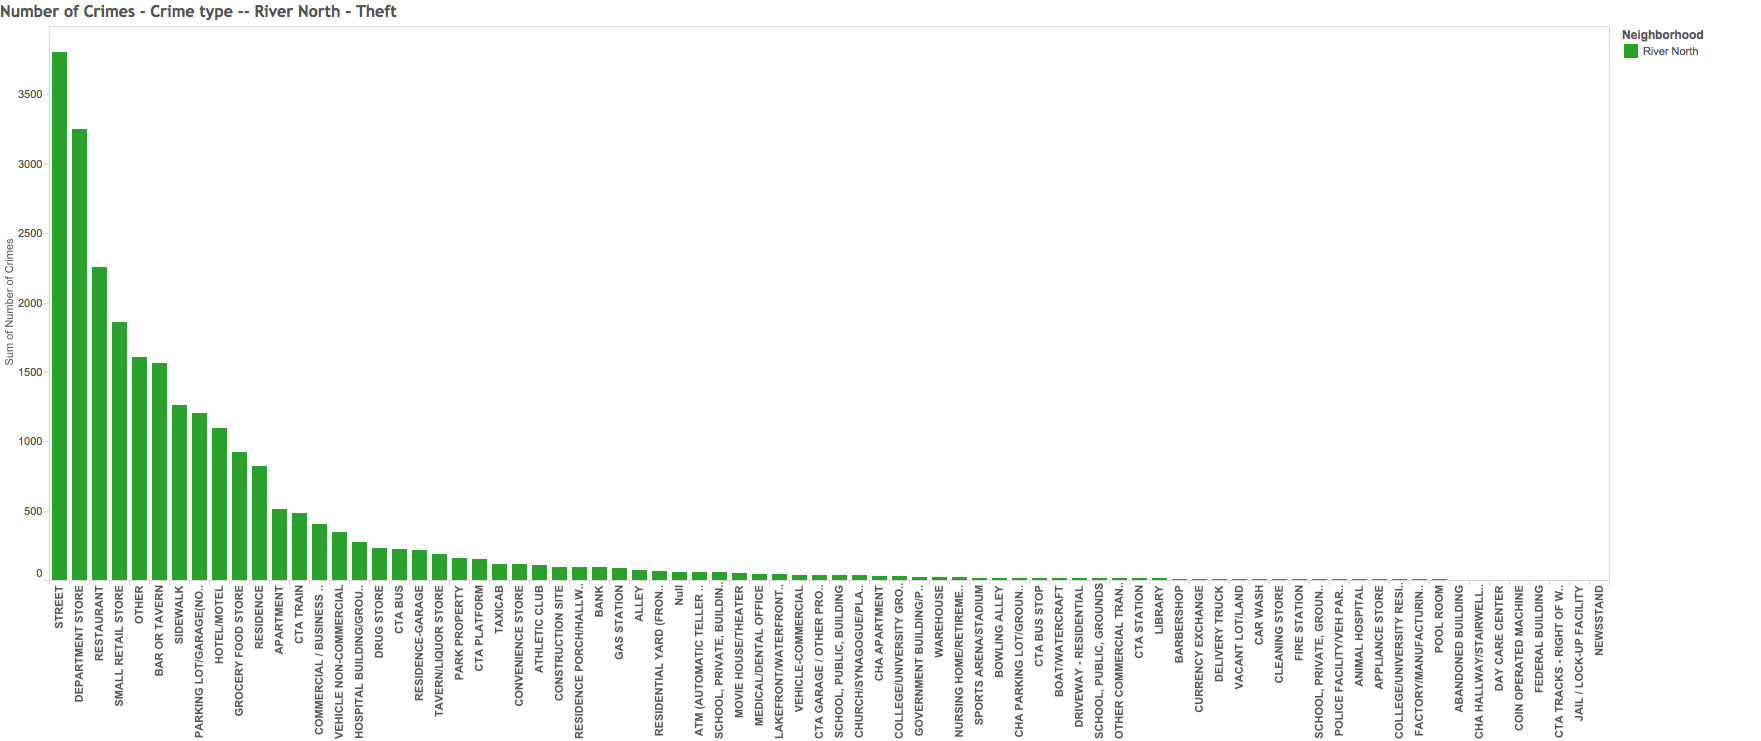 Number of Crimes - Crime type -- River North - Theft
Neighborhood
River North
Sum of Number of Crimes
3500
3000
2500
2000
1500
1000
500
0
STREET
DEPARTMENT STORE
RESTAURANT
SMALL RETAIL STORE
OTHER
BAR OR TAVERN
SIDEWALK
PARKING LOT/GARAGE(NO..
HOTEL/MOTEL
GROCERY FOOD STORE
RESIDENCE
APARTMENT
CTA TRAIN
COMMERCIAL / BUSINESS ..
VEHICLE NON-COMMERCIAL
HOSPITAL BUILDING/GROU..
DRUG STORE
CTA BUS
RESIDENCE-GARAGE
TAVERN/LIQUOR STORE
PARK PROPERTY
CTA PLATFORM
TAXICAB
CONVENIENCE STORE
ATHLETIC CLUB
CONSTRUCTION SITE
RESIDENCE PORCH/HALLW..
BANK
GAS STATION
ALLEY
RESIDENTIAL YARD (FRON..
Null
ATM (AUTOMATIC TELLER ..
SCHOOL, PRIVATE, BUILDIN..
MOVIE HOUSE/THEATER
MEDICAL/DENTAL OFFICE
LAKEFRONT/WATERFRONT..
VEHICLE-COMMERCIAL
CTA GARAGE / OTHER PRO..
SCHOOL, PUBLIC, BUILDING
CHURCH/SYNAGOGUE/PLA..
CHA APARTMENT
COLLEGE/UNIVERSITY GRO..
GOVERNMENT BUILDING/P..
WAREHOUSE
NURSING HOME/RETIREME..
SPORTS ARENA/STADIUM
BOWLING ALLEY
CHA PARKING LOT/GROUN..
CTA BUS STOP
BOAT/WATERCRAFT
DRIVEWAY - RESIDENTIAL
SCHOOL, PUBLIC, GROUNDS
OTHER COMMERCIAL TRAN..
CTA STATION
LIBRARY
BARBERSHOP
CURRENCY EXCHANGE
DELIVERY TRUCK
VACANT LOT/LAND
CAR WASH
CLEANING STORE
FIRE STATION
SCHOOL, PRIVATE, GROUN..
POLICE FACILITY/VEH PAR..
ANIMAL HOSPITAL
APPLIANCE STORE
COLLEGE/UNIVERSITY RESI..
FACTORY/MANUFACTURIN..
POOL ROOM
ABANDONED BUILDING
CHA HALLWAY/STAIRWELL..
DAY CARE CENTER
COIN OPERATED MACHINE
FEDERAL BUILDING
CTA TRACKS - RIGHT OF W..
JAIL / LOCK-UP FACILITY
NEWSSTAND